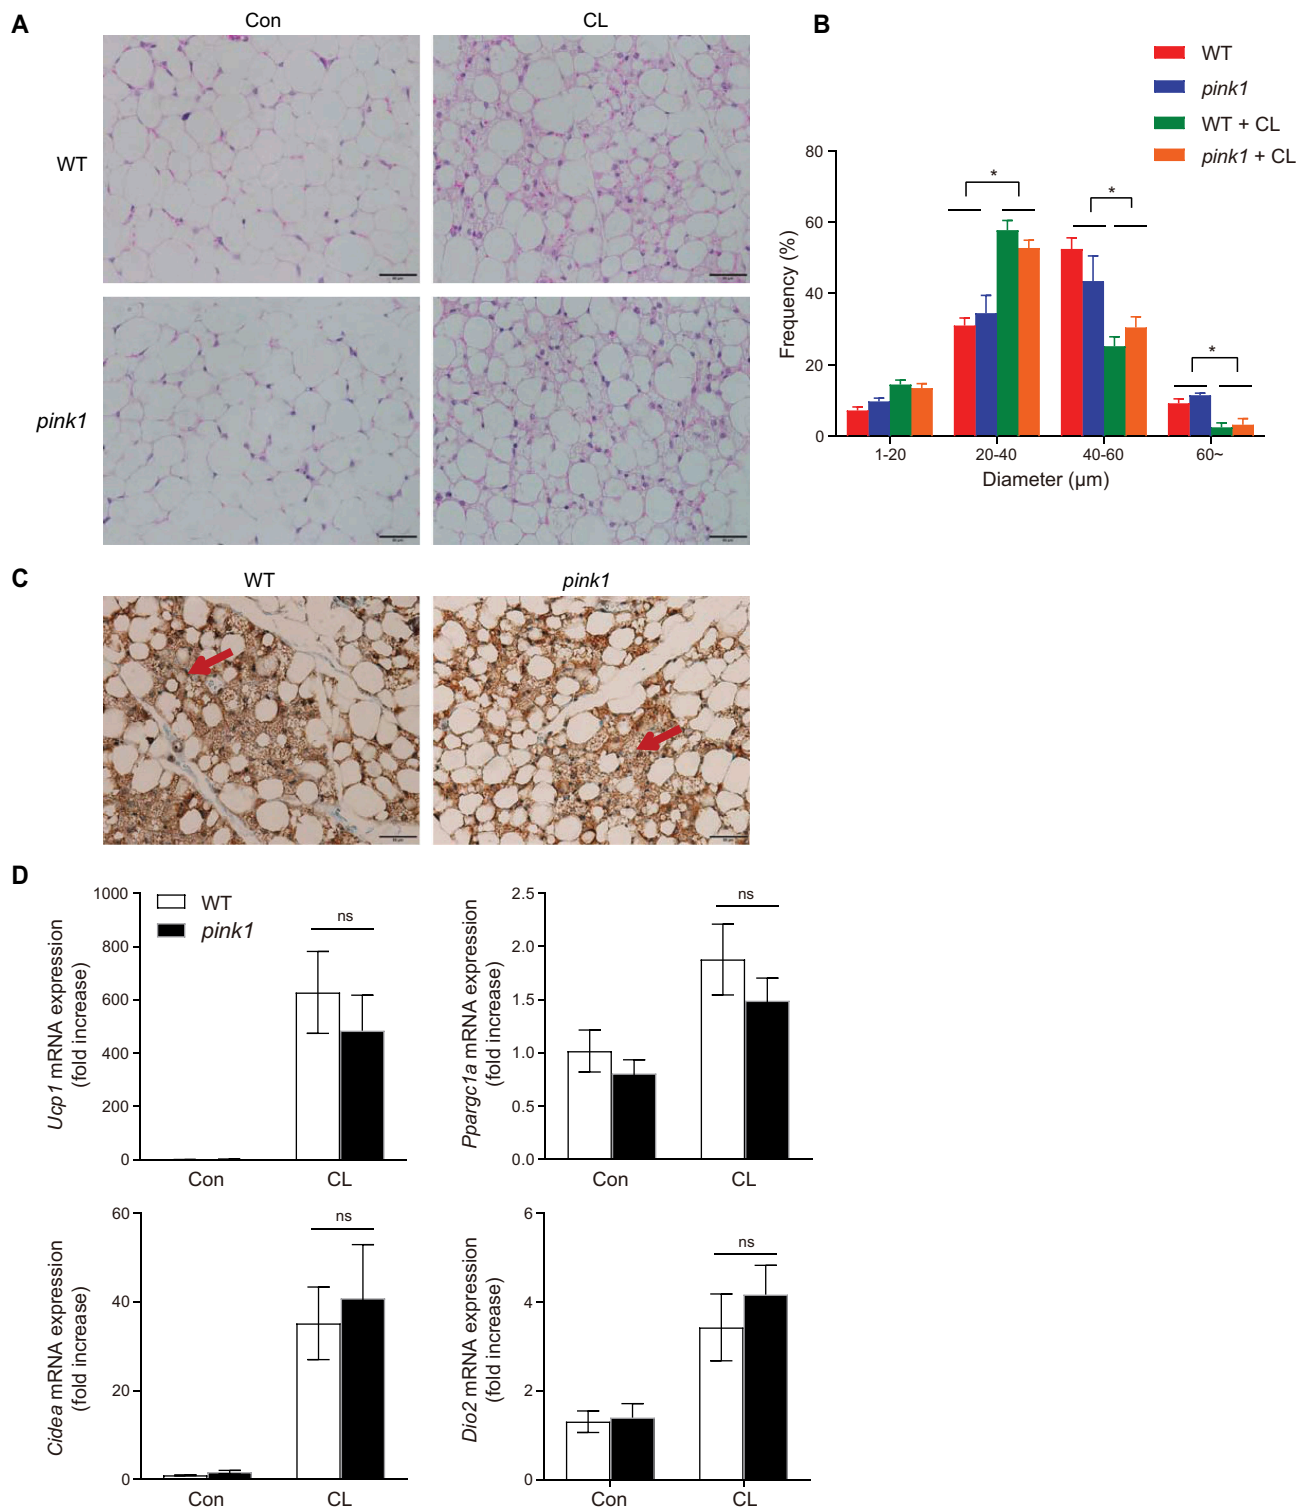 A
Con
CL
WT
pink1
B
WT
pink1
WT + CL
pink1 + CL
Frequency (%)
80
60
40
20
0
*
*
*
1-20
20-40
40-60
60~
Diameter (µm)
C
WT
pink1
D
WT
pink1
Ucp1 mRNA expression
(fold increase)
1000
800
600
400
200
0
ns
Con
CL
Ppargc1a mRNA expression
(fold increase)
2.5
2.0
1.5
1.0
0.5
0.0
ns
Con
CL
Cidea mRNA expression
(fold increase)
60
40
20
0
ns
Con
CL
Dio2 mRNA expression
(fold increase)
6
4
2
0
ns
Con
CL